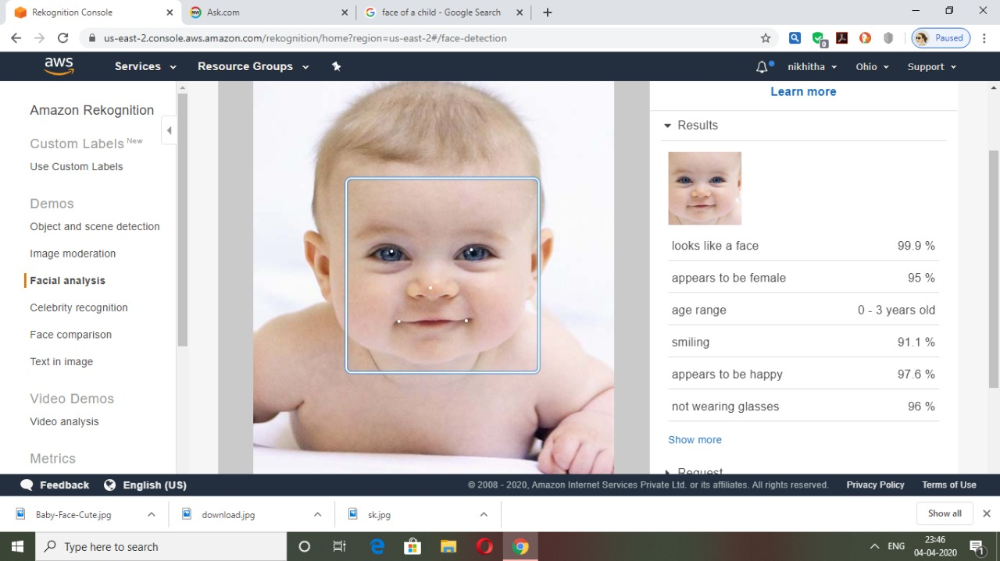 Rekognition Console
Ask.com
face of a child - Google Search
us-east-2.console.aws.amazon.com/rekognition/home?region=us-east-2#/face-detection
0
Paused
aws
Services
Resource Groups
nikhitha
Ohio
Support
Amazon Rekognition
Custom Labels New
Use Custom Labels
Demos
Object and scene detection
Image moderation
Facial analysis
Celebrity recognition
Face comparison
Text in image
Video Demos
Video analysis
Metrics
Learn more
Results
looks like a face 99.9 %
appears to be female 95 %
age range 0 - 3 years old
smiling 91.1 %
appears to be happy 97.6 %
not wearing glasses 96 %
Show more
Request
Feedback
English (US)
© 2008 - 2020, Amazon Internet Services Private Ltd. or its affiliates. All rights reserved.
Privacy Policy
Terms of Use
Baby-Face-Cute.jpg
download.jpg
sk.jpg
Show all
Type here to search
ENG
23:46
04-04-2020
1